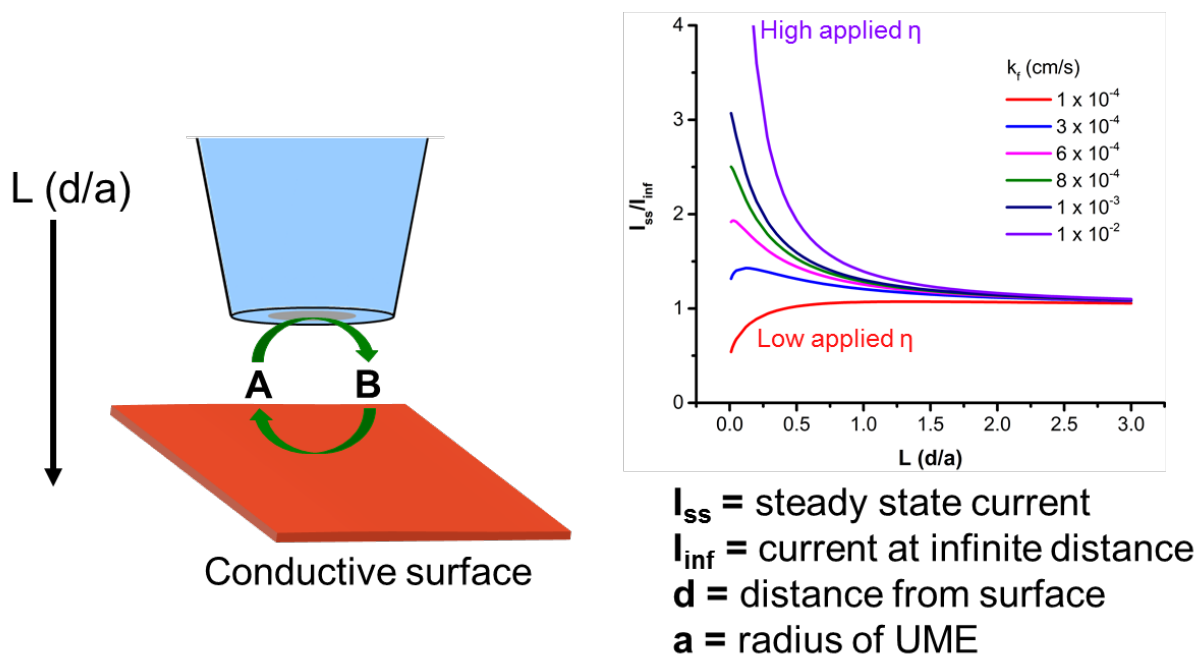 L (d/a)
A
B
Conductive surface
4
3
2
1
0
I_ss/I_inf
High applied η
Low applied η
k_f (cm/s)
1 x 10^-4
3 x 10^-4
6 x 10^-4
8 x 10^-4
1 x 10^-3
1 x 10^-2
0.0 0.5 1.0 1.5 2.0 2.5 3.0
L (d/a)
I_ss = steady state current
I_inf = current at infinite distance
d = distance from surface
a = radius of UME